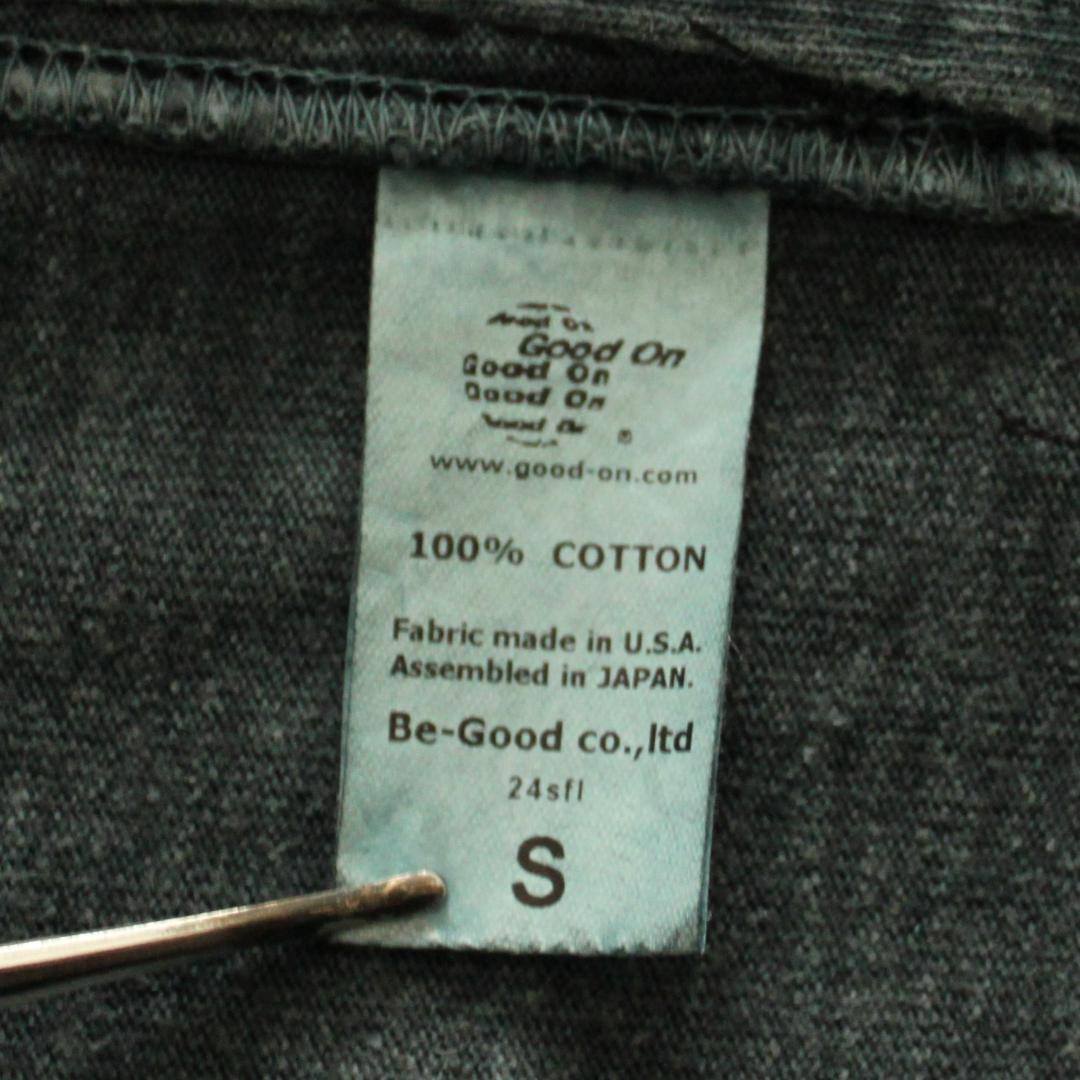 Good On
Good On
Good On
www.good-on.com
100% COTTON
Fabric made in U.S.A.
Assembled in JAPAN.
Be-Good co.,ltd
24sfl
S